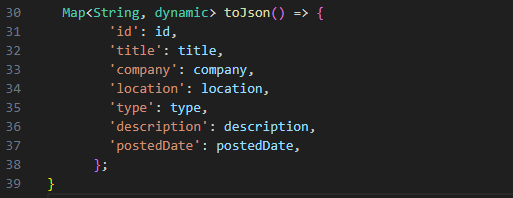 30 Map<String, dynamic> toJson() => {
31 'id': id,
32 'title': title,
33 'company': company,
34 'location': location,
35 'type': type,
36 'description': description,
37 'postedDate': postedDate,
38 };
39 }